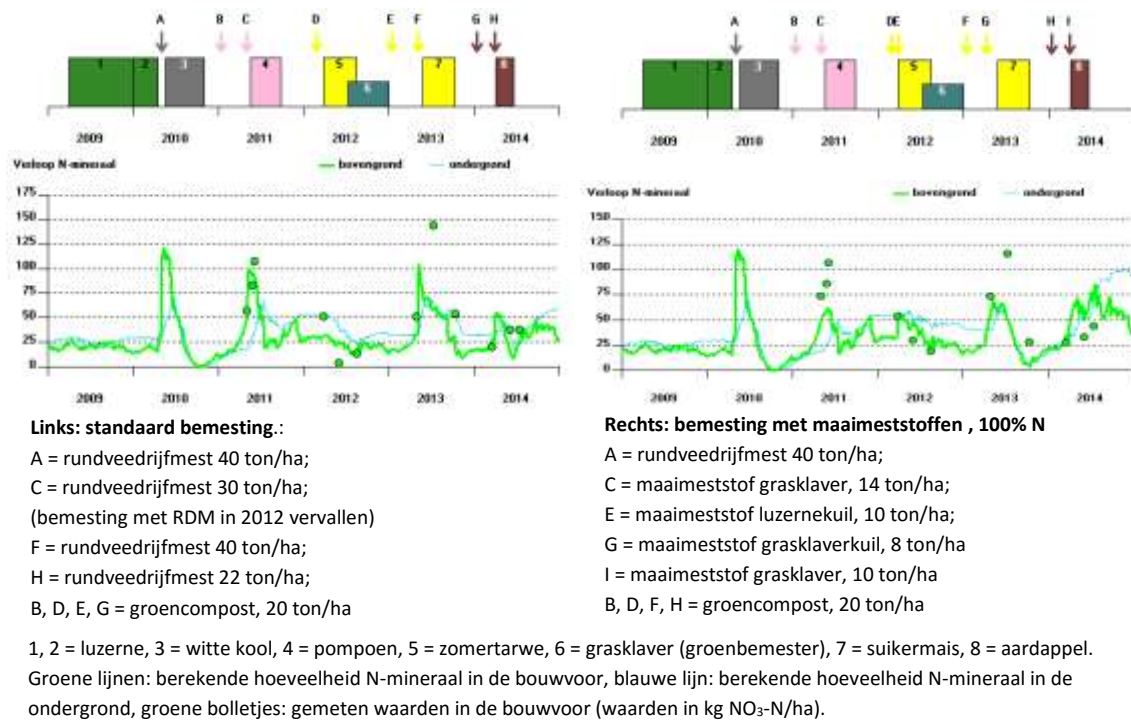 A B C D E F G H
1 2 3 4 5 6 7 8
2009 2010 2011 2012 2013 2014
Verloop N-mineraal bovengrond ondergrond
175
150
125
100
75
50
25
0
2009 2010 2011 2012 2013 2014
Links: standaard bemesting.:
A = rundveedrijfmest 40 ton/ha;
C = rundveedrijfmest 30 ton/ha;
(bemesting met RDM in 2012 vervallen)
F = rundveedrijfmest 40 ton/ha;
H = rundveedrijfmest 22 ton/ha;
B, D, E, G = groencompost, 20 ton/ha
A B C DE F G H I
1 2 3 4 5 6 7 8
2009 2010 2011 2012 2013 2014
Verloop N-mineraal bovengrond ondergrond
150
125
100
75
50
25
0
2009 2010 2011 2012 2013 2014
Rechts: bemesting met maaimeststoffen , 100% N
A = rundveedrijfmest 40 ton/ha;
C = maaimeststof grasklaver, 14 ton/ha;
E = maaimeststof luzernekuil, 10 ton/ha;
G = maaimeststof grasklaverkuil, 8 ton/ha
I = maaimeststof grasklaver, 10 ton/ha
B, D, F, H = groencompost, 20 ton/ha
1, 2 = luzerne, 3 = witte kool, 4 = pompoen, 5 = zomertarwe, 6 = grasklaver (groenbemester), 7 = suikermais, 8 = aardappel.
Groene lijnen: berekende hoeveelheid N-mineraal in de bouwvoor, blauwe lijn: berekende hoeveelheid N-mineraal in de
ondergrond, groene bolletjes: gemeten waarden in de bouwvoor (waarden in kg NO₃-N/ha).